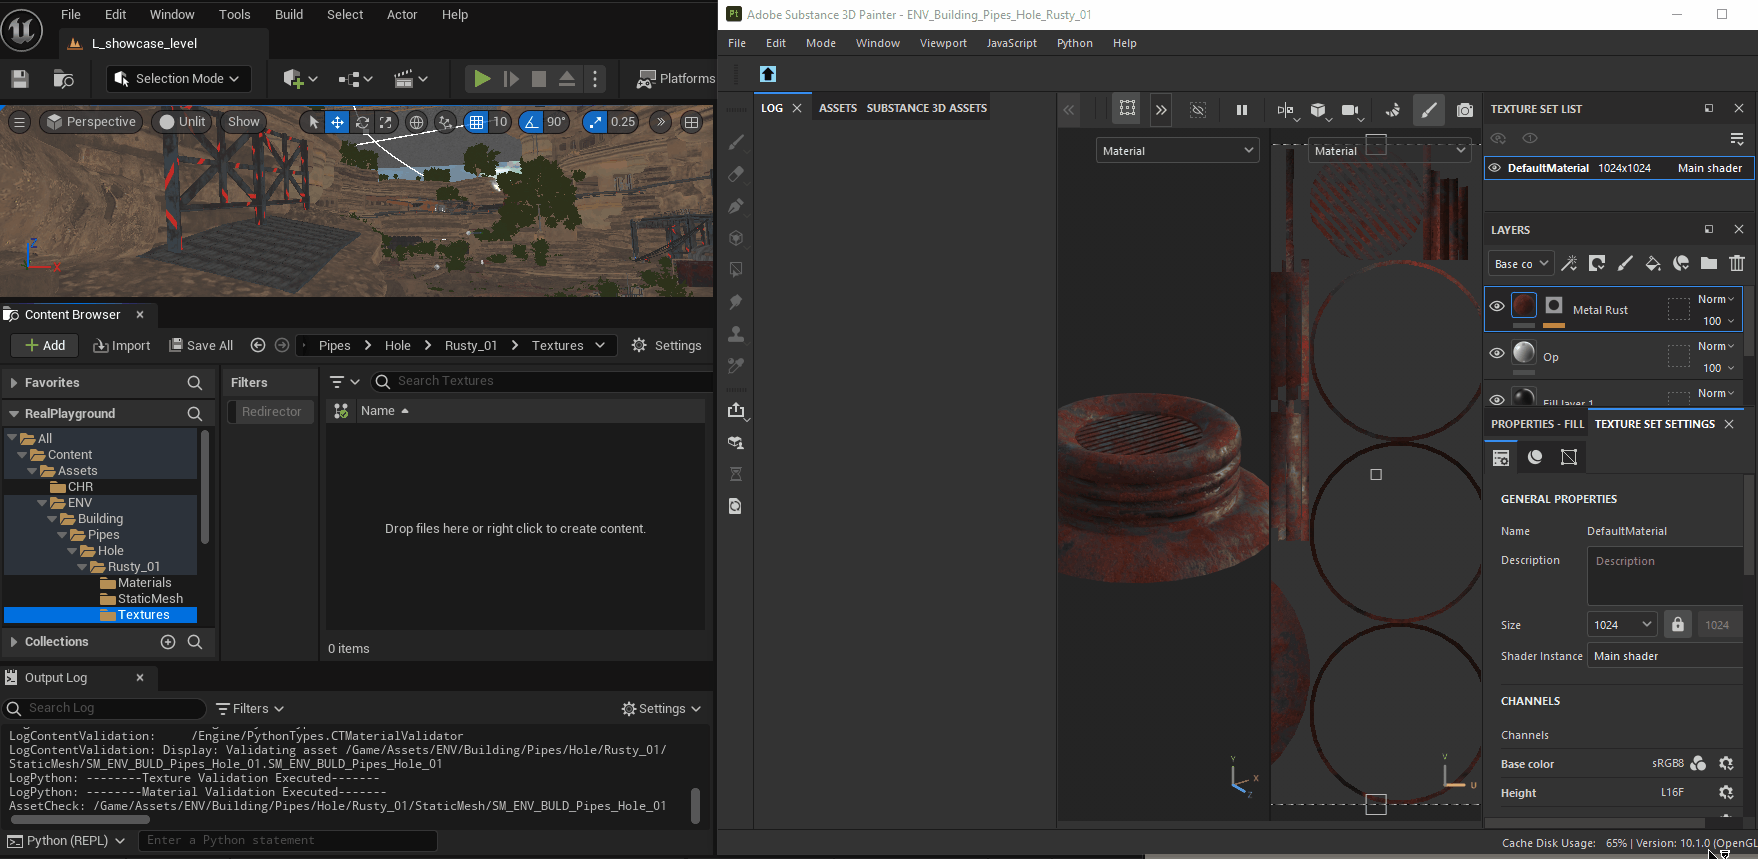 File Edit Window Tools Build Select Actor Help
L_showcase_level
Selection Mode
Platforms
Perspective Unlit Show 10 90° 0.25
Z
X
Content Browser
Add Import Save All Pipes Hole Rusty_01 Textures Settings
Favorites
Filters
Search Textures
RealPlayground
Redirector
Name
All
Content
Assets
CHR
ENV
Building
Pipes
Hole
Rusty_01
Materials
StaticMesh
Textures
Drop files here or right click to create content.
Collections
0 items
Output Log
Search Log
Filters
Settings
LogContentValidation: /Engine/PythonTypes.CTMaterialValidator
LogContentValidation: Display: Validating asset /Game/Assets/ENV/Building/Pipes/Hole/Rusty_01/
StaticMesh/SM_ENV_BULD_Pipes_Hole_01.SM_ENV_BULD_Pipes_Hole_01
LogPython: --------Texture Validation Executed-------
LogPython: --------Material Validation Executed-------
AssetCheck: /Game/Assets/ENV/Building/Pipes/Hole/Rusty_01/StaticMesh/SM_ENV_BULD_Pipes_Hole_01
Python (REPL) Enter a Python statement
Pt Adobe Substance 3D Painter - ENV_Building_Pipes_Hole_Rusty_01
File Edit Mode Window Viewport JavaScript Python Help
LOG ASSETS SUBSTANCE 3D ASSETS
Material
Material
Y
X
Z
V
U
TEXTURE SET LIST
DefaultMaterial 1024x1024 Main shader
LAYERS
Base co
Metal Rust Norm
100
Op Norm
100
Fill layer 1 Norm
PROPERTIES - FILL TEXTURE SET SETTINGS
GENERAL PROPERTIES
Name DefaultMaterial
Description Description
Size 1024 1024
Shader Instance Main shader
CHANNELS
Channels
Base color sRGB8
Height L16F
Cache Disk Usage: 65% | Version: 10.1.0 (OpenGL